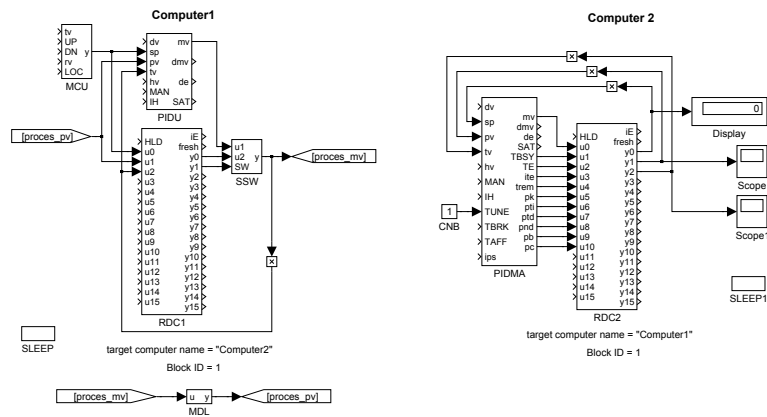 Computer1
Computer 2
tv
UP
DN
rv
LOC
y
MCU
dv
sp
pv
tv
hv
MAN
IH
mv
dmv
de
SAT
PIDU
[proces_pv]
HLD
u0
u1
u2
u3
u4
u5
u6
u7
u8
u9
u10
u11
u12
u13
u14
u15
iE
fresh
y0
y1
y2
y3
y4
y5
y6
y7
y8
y9
y10
y11
y12
y13
y14
y15
RDC1
u1
u2
SW
y
SSW
[proces_mv]
SLEEP
target computer name = "Computer2"
Block ID = 1
[proces_mv]
u y
MDL
[proces_pv]
1
CNB
dv
sp
pv
tv
hv
MAN
IH
TUNE
TBRK
TAFF
ips
mv
dmv
de
SAT
TBSY
TE
ite
trem
pk
pti
ptd
pnd
pb
pc
PIDMA
HLD
u0
u1
u2
u3
u4
u5
u6
u7
u8
u9
u10
u11
u12
u13
u14
u15
iE
fresh
y0
y1
y2
y3
y4
y5
y6
y7
y8
y9
y10
y11
y12
y13
y14
y15
RDC2
0
Display
Scope
Scope1
SLEEP1
target computer name = "Computer1"
Block ID = 1